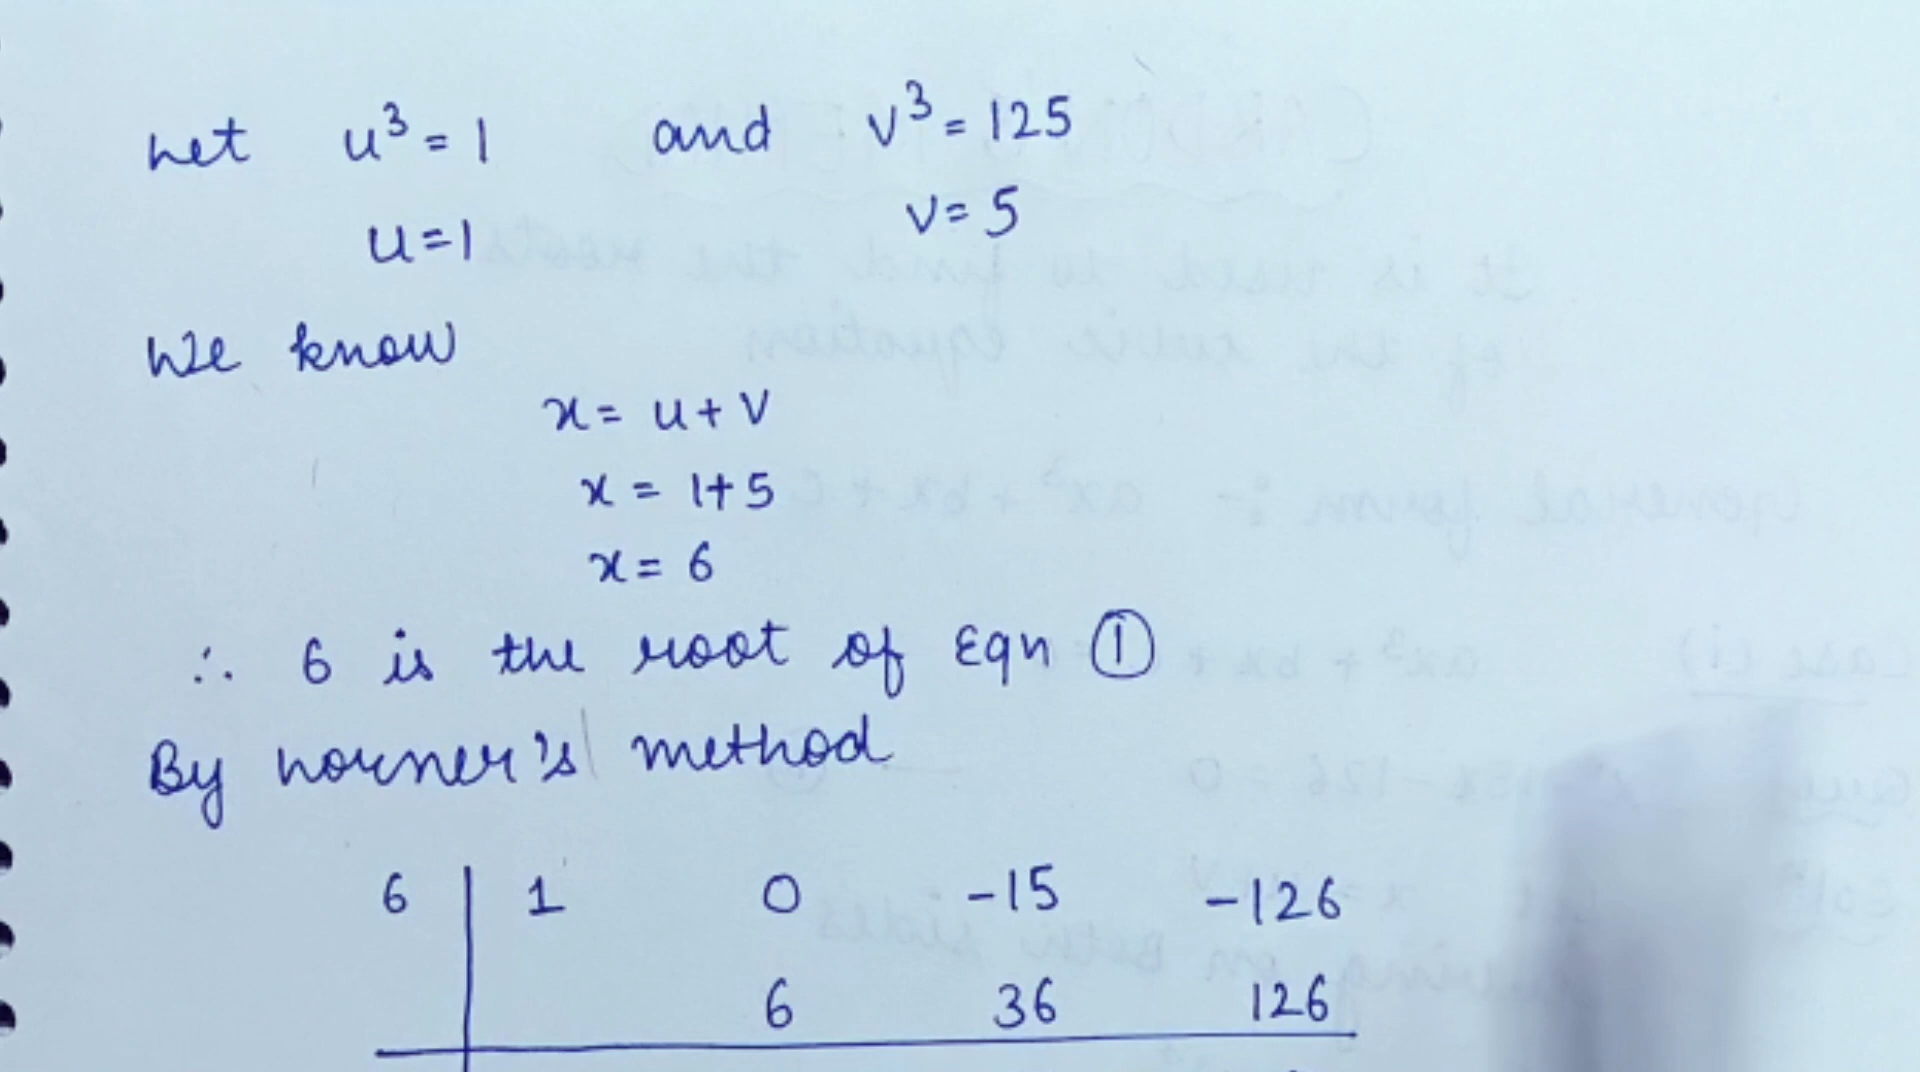 Let u³ = 1 and v³ = 125
u = 1 v = 5
We know
x = u + v
x = 1+5
x = 6
∴ 6 is the root of Eqn ①
By horner's method
6 | 1 0 -15 -126
6 36 126